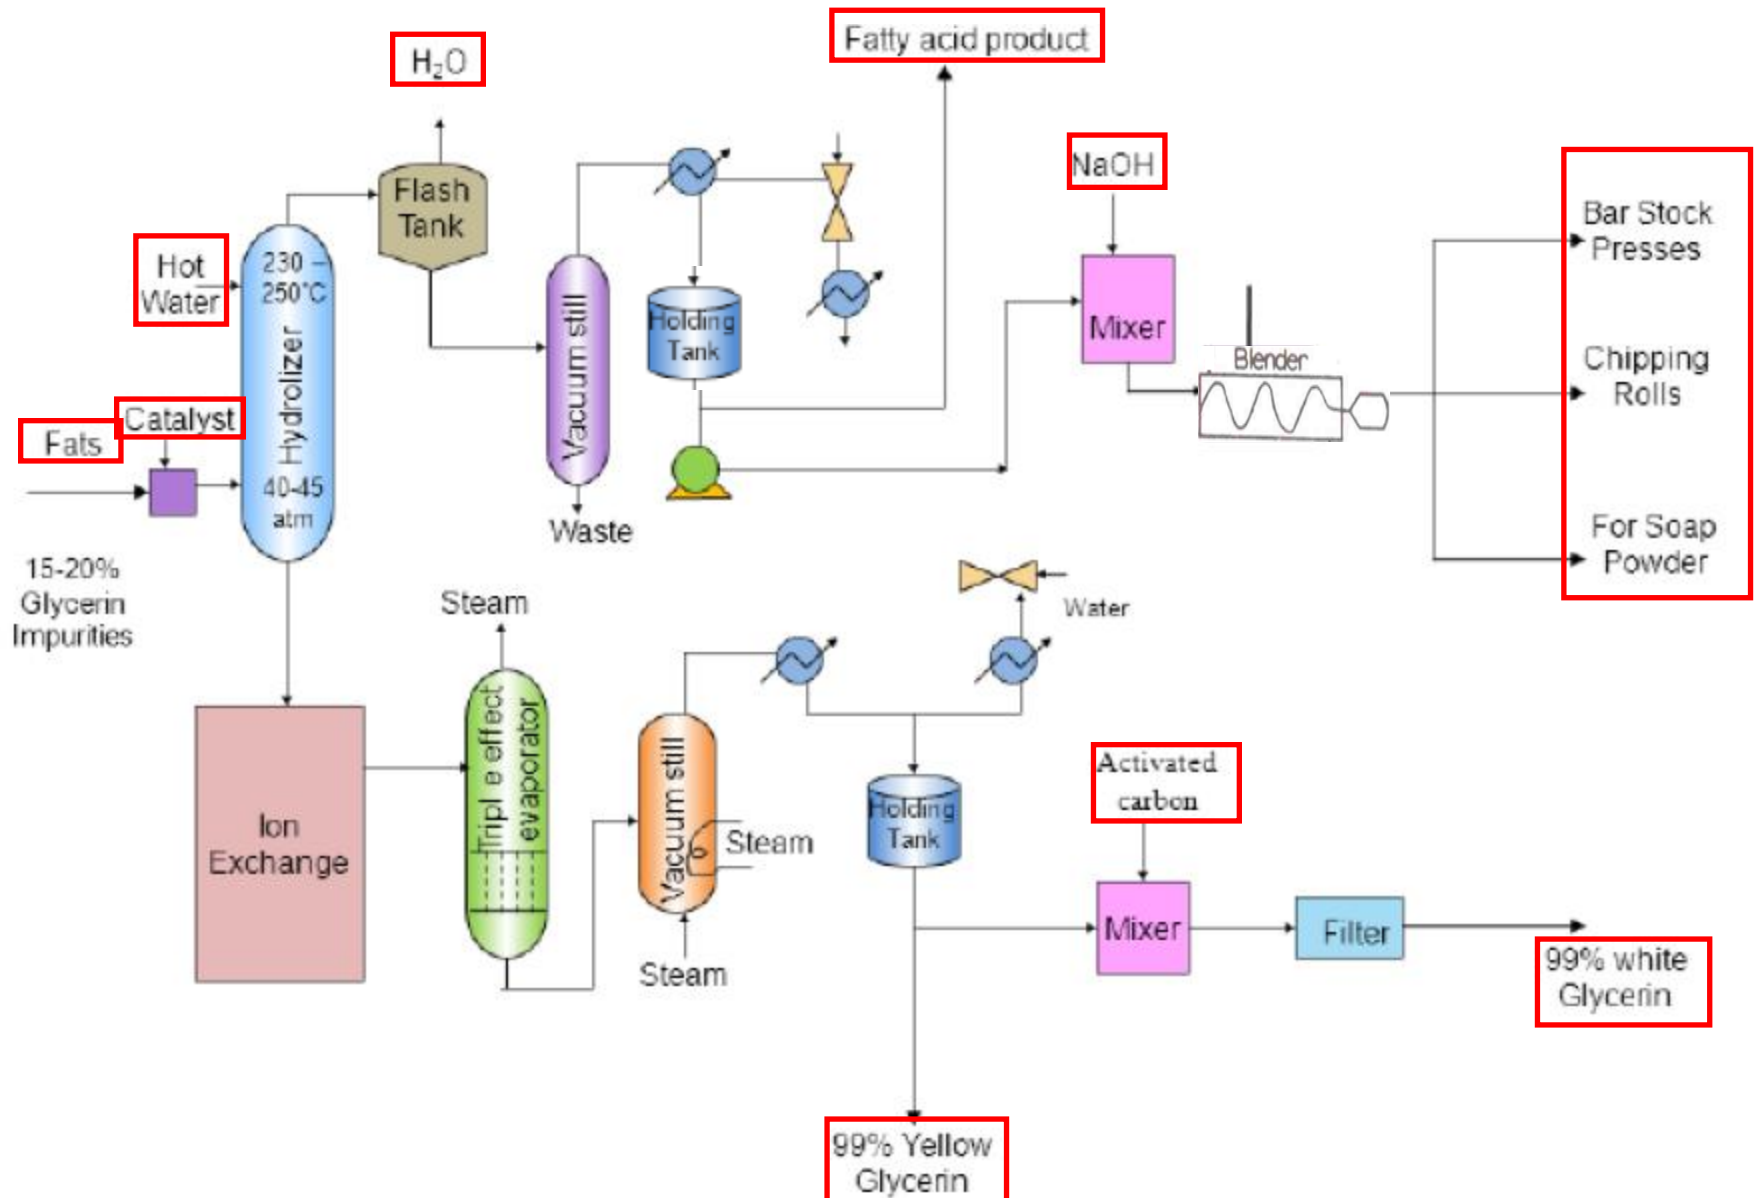 Fatty acid product
H₂O
NaOH
Flash
Tank
Bar Stock
Presses
Hot
Water
230 –
250°C
Hydrolizer
40-45
atm
Vacuum still
Holding
Tank
Mixer
Blender
Chipping
Rolls
Catalyst
Fats
Waste
For Soap
Powder
15-20%
Glycerin
Impurities
Steam
Water
Tripl e effect
evaporator
Vacuum still
Steam
Steam
Holding
Tank
Activated
carbon
Ion
Exchange
Mixer
Filter
99% white
Glycerin
99% Yellow
Glycerin